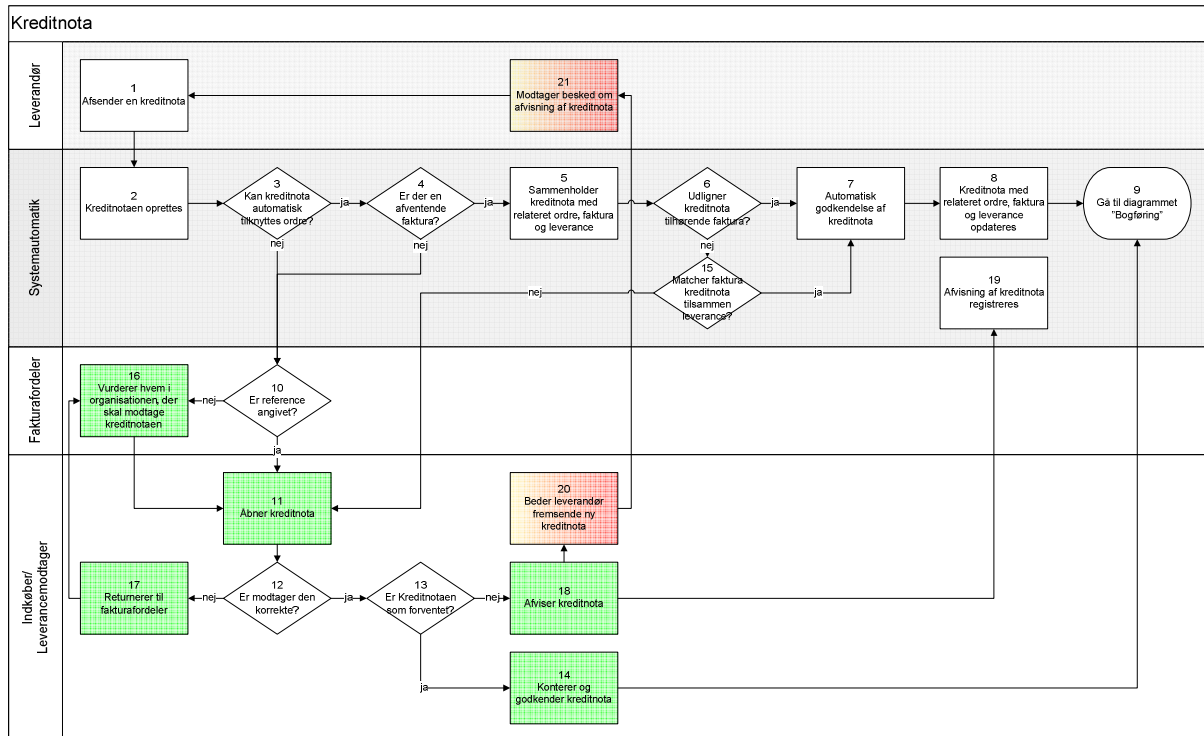 Kreditnota
Leverandør
1
Afsender en kreditnota
21
Modtager besked om
afvisning af kreditnota
Systemautomatik
2
Kreditnotaen oprettes
3
Kan kreditnota
automatisk
tilknyttes ordre?
ja
nej
4
Er der en
afventende
faktura?
ja
nej
5
Sammenholder
kreditnota med
relateret ordre, faktura
og leverance
6
Udligner
kreditnota
tilhørende faktura?
ja
nej
7
Automatisk
godkendelse af
kreditnota
8
Kreditnota med
relateret ordre, faktura
og leverance
opdateres
9
Gå til diagrammet
"Bogføring"
15
Matcher faktura
kreditnota
tilsammen
leverance?
nej
ja
19
Afvisning af kreditnota
registreres
Fakturafordeler
16
Vurderer hvem i
organisationen, der
skal modtage
kreditnotaen
nej
10
Er reference
angivet?
ja
Indkøber/
Leverancemodtager
11
Åbner kreditnota
20
Beder leverandør
fremsende ny
kreditnota
17
Returnerer til
fakturafordeler
nej
12
Er modtager den
korrekte?
ja
13
Er Kreditnotaen
som forventet?
nej
18
Afviser kreditnota
ja
14
Konterer og
godkender kreditnota